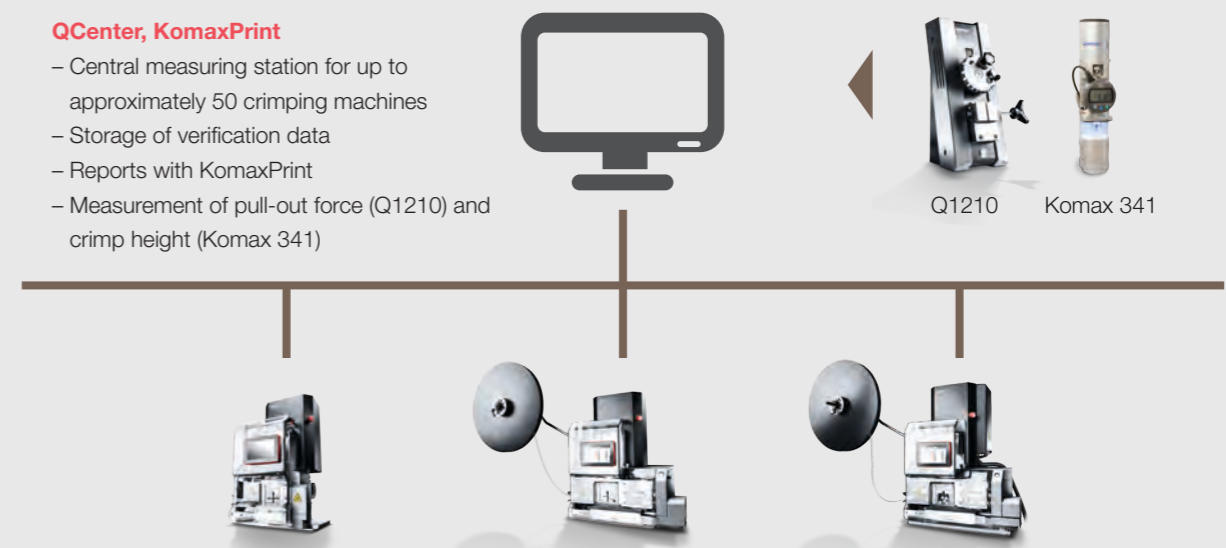 QCenter, KomaxPrint
– Central measuring station for up to
approximately 50 crimping machines
– Storage of verification data
– Reports with KomaxPrint
– Measurement of pull-out force (Q1210) and
crimp height (Komax 341)
Q1210 Komax 341